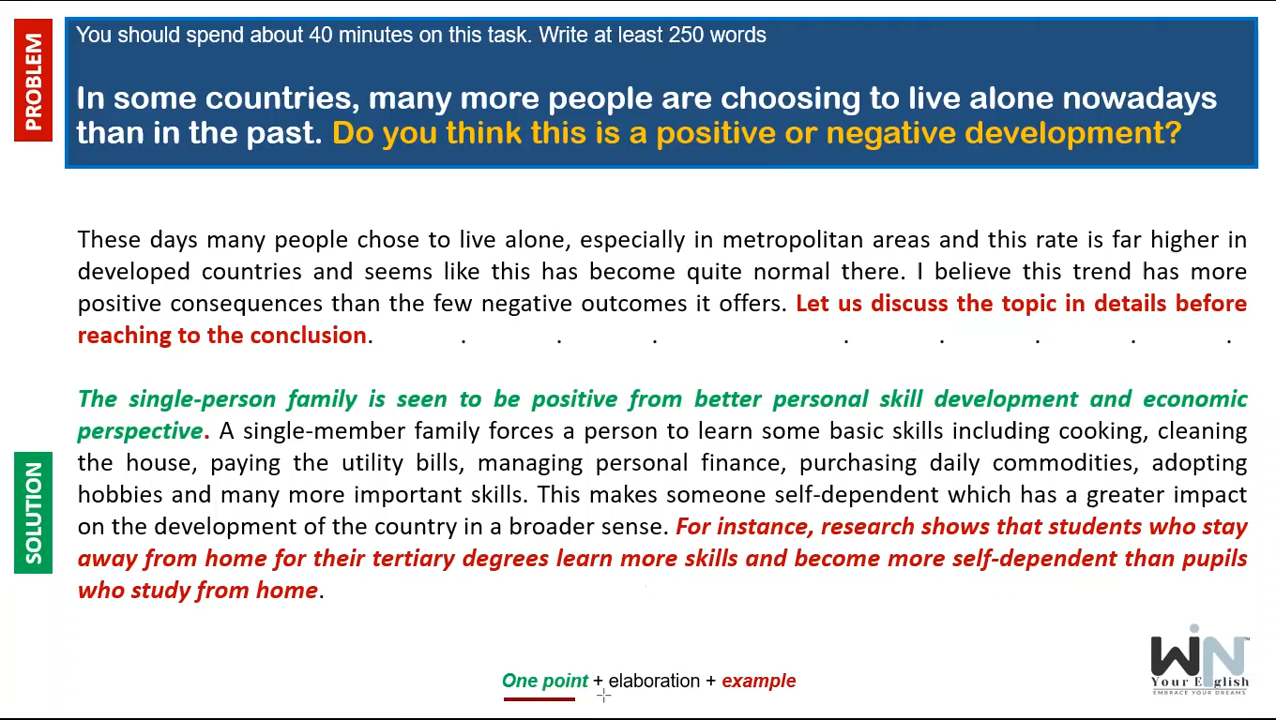 PROBLEM
You should spend about 40 minutes on this task. Write at least 250 words
In some countries, many more people are choosing to live alone nowadays
than in the past. Do you think this is a positive or negative development?
These days many people chose to live alone, especially in metropolitan areas and this rate is far higher in
developed countries and seems like this has become quite normal there. I believe this trend has more
positive consequences than the few negative outcomes it offers. Let us discuss the topic in details before
reaching to the conclusion. . . . . . . . .
The single-person family is seen to be positive from better personal skill development and economic
perspective. A single-member family forces a person to learn some basic skills including cooking, cleaning
the house, paying the utility bills, managing personal finance, purchasing daily commodities, adopting
hobbies and many more important skills. This makes someone self-dependent which has a greater impact
on the development of the country in a broader sense. For instance, research shows that students who stay
away from home for their tertiary degrees learn more skills and become more self-dependent than pupils
who study from home.
SOLUTION
One point + elaboration + example
WiN™
Your English
EMBRACE YOUR DREAMS